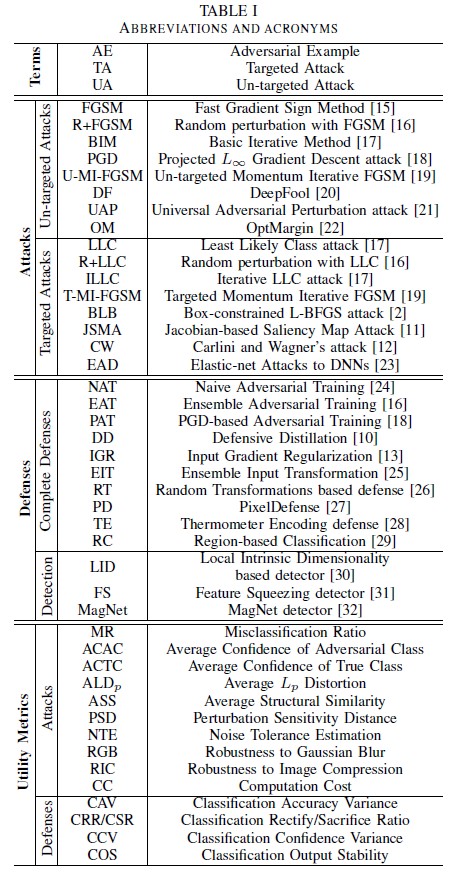 TABLE I
ABBREVIATIONS AND ACRONYMS
Terms
AE Adversarial Example
TA Targeted Attack
UA Un-targeted Attack
Attacks
Un-targeted Attacks
FGSM Fast Gradient Sign Method [15]
R+FGSM Random perturbation with FGSM [16]
BIM Basic Iterative Method [17]
PGD Projected L∞ Gradient Descent attack [18]
U-MI-FGSM Un-targeted Momentum Iterative FGSM [19]
DF DeepFool [20]
UAP Universal Adversarial Perturbation attack [21]
OM OptMargin [22]
Targeted Attacks
LLC Least Likely Class attack [17]
R+LLC Random perturbation with LLC [16]
ILLC Iterative LLC attack [17]
T-MI-FGSM Targeted Momentum Iterative FGSM [19]
BLB Box-constrained L-BFGS attack [2]
JSMA Jacobian-based Saliency Map Attack [11]
CW Carlini and Wagner's attack [12]
EAD Elastic-net Attacks to DNNs [23]
Defenses
Complete Defenses
NAT Naive Adversarial Training [24]
EAT Ensemble Adversarial Training [16]
PAT PGD-based Adversarial Training [18]
DD Defensive Distillation [10]
IGR Input Gradient Regularization [13]
EIT Ensemble Input Transformation [25]
RT Random Transformations based defense [26]
PD PixelDefense [27]
TE Thermometer Encoding defense [28]
RC Region-based Classification [29]
Detection
LID Local Intrinsic Dimensionality
based detector [30]
FS Feature Squeezing detector [31]
MagNet MagNet detector [32]
Utility Metrics
Attacks
MR Misclassification Ratio
ACAC Average Confidence of Adversarial Class
ACTC Average Confidence of True Class
ALDp Average Lp Distortion
ASS Average Structural Similarity
PSD Perturbation Sensitivity Distance
NTE Noise Tolerance Estimation
RGB Robustness to Gaussian Blur
RIC Robustness to Image Compression
CC Computation Cost
Defenses
CAV Classification Accuracy Variance
CRR/CSR Classification Rectify/Sacrifice Ratio
CCV Classification Confidence Variance
COS Classification Output Stability